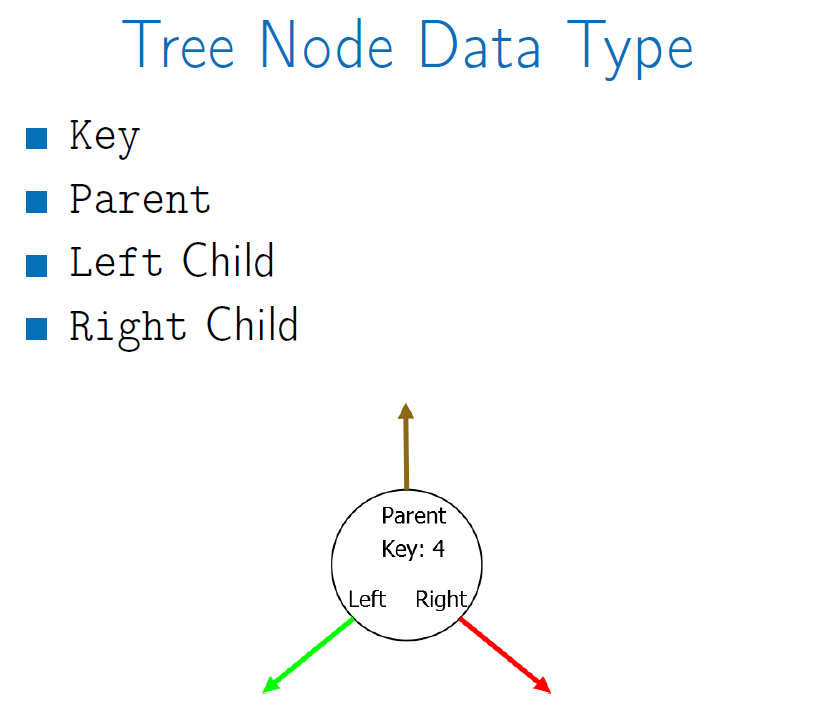 Tree Node Data Type
Key
Parent
Left Child
Right Child
Parent
Key: 4
Left Right